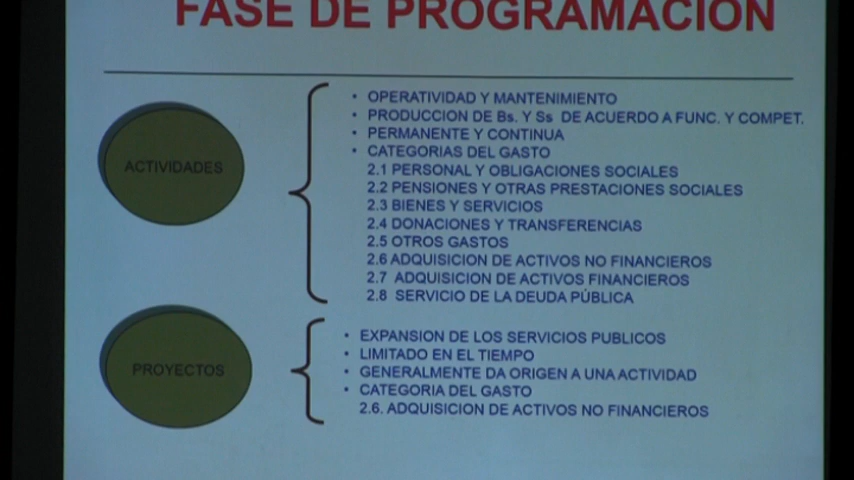 FASE DE PROGRAMACIÓN
ACTIVIDADES
• OPERATIVIDAD Y MANTENIMIENTO
• PRODUCCION DE Bs. Y Ss DE ACUERDO A FUNC. Y COMPET.
• PERMANENTE Y CONTINUA
• CATEGORIAS DEL GASTO
2.1 PERSONAL Y OBLIGACIONES SOCIALES
2.2 PENSIONES Y OTRAS PRESTACIONES SOCIALES
2.3 BIENES Y SERVICIOS
2.4 DONACIONES Y TRANSFERENCIAS
2.5 OTROS GASTOS
2.6 ADQUISICION DE ACTIVOS NO FINANCIEROS
2.7 ADQUISICION DE ACTIVOS FINANCIEROS
2.8 SERVICIO DE LA DEUDA PÚBLICA
PROYECTOS
• EXPANSION DE LOS SERVICIOS PUBLICOS
• LIMITADO EN EL TIEMPO
• GENERALMENTE DA ORIGEN A UNA ACTIVIDAD
• CATEGORIA DEL GASTO
2.6. ADQUISICION DE ACTIVOS NO FINANCIEROS